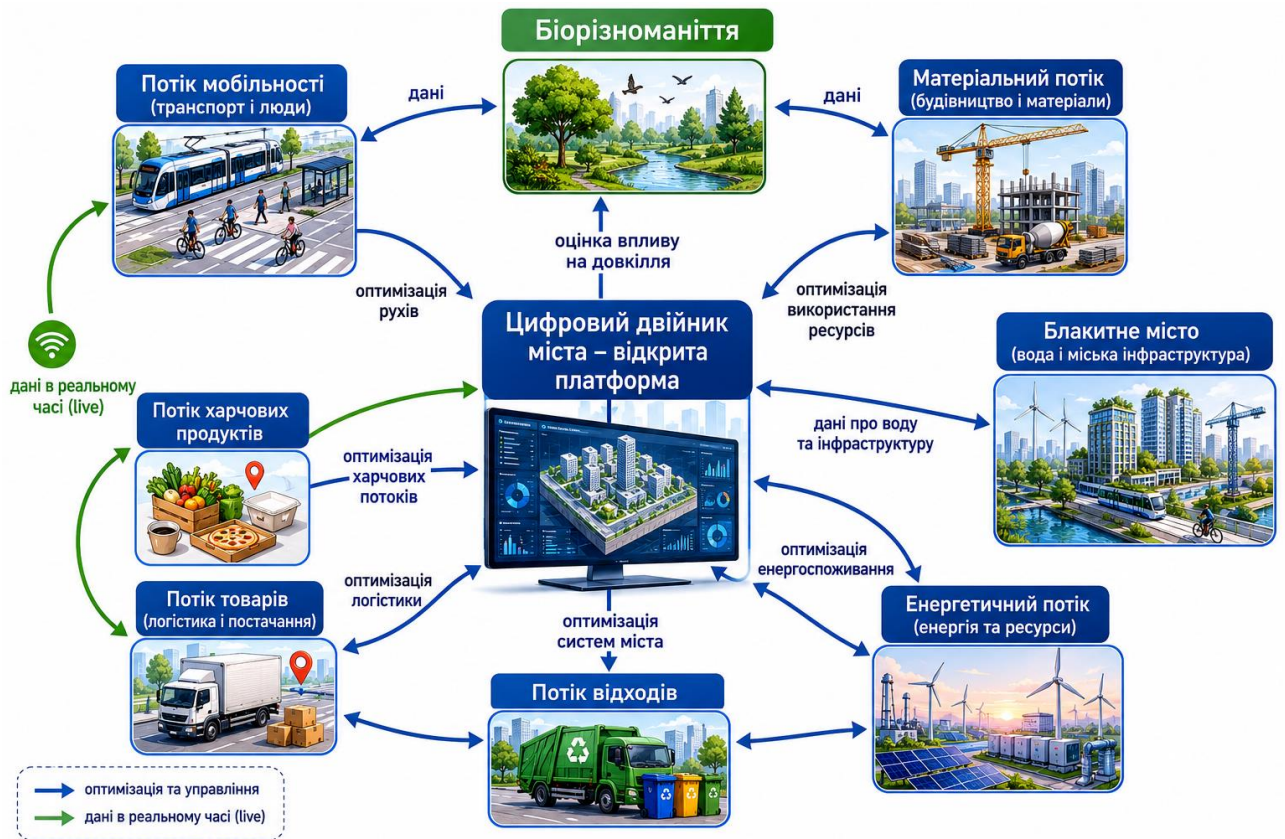 Біорізноманіття
Потік мобільності
(транспорт і люди)
дані
дані
Матеріальний потік
(будівництво і матеріали)
оцінка впливу
на довкілля
оптимізація
рухів
оптимізація
використання
ресурсів
Цифровий двійник
міста – відкрита
платформа
Блакитне місто
(вода і міська інфраструктура)
дані в реальному
часі (live)
Потік харчових
продуктів
дані про воду
та інфраструктуру
оптимізація
харчових
потоків
оптимізація
енергоспоживання
оптимізація
логістики
Потік товарів
(логістика і постачання)
оптимізація
систем міста
Енергетичний потік
(енергія та ресурси)
Потік відходів
оптимізація та управління
дані в реальному часі (live)